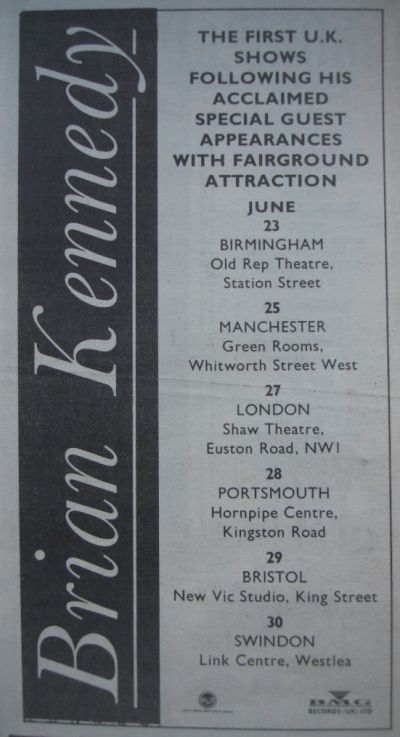 Brian Kennedy
THE FIRST U.K.
SHOWS
FOLLOWING HIS
ACCLAIMED
SPECIAL GUEST
APPEARANCES
WITH FAIRGROUND
ATTRACTION
JUNE
23
BIRMINGHAM
Old Rep Theatre,
Station Street
25
MANCHESTER
Green Rooms,
Whitworth Street West
27
LONDON
Shaw Theatre,
Euston Road, NW1
28
PORTSMOUTH
Hornpipe Centre,
Kingston Road
29
BRISTOL
New Vic Studio, King Street
30
SWINDON
Link Centre, Westlea
RCA
BMG
RECORDS (UK) LTD